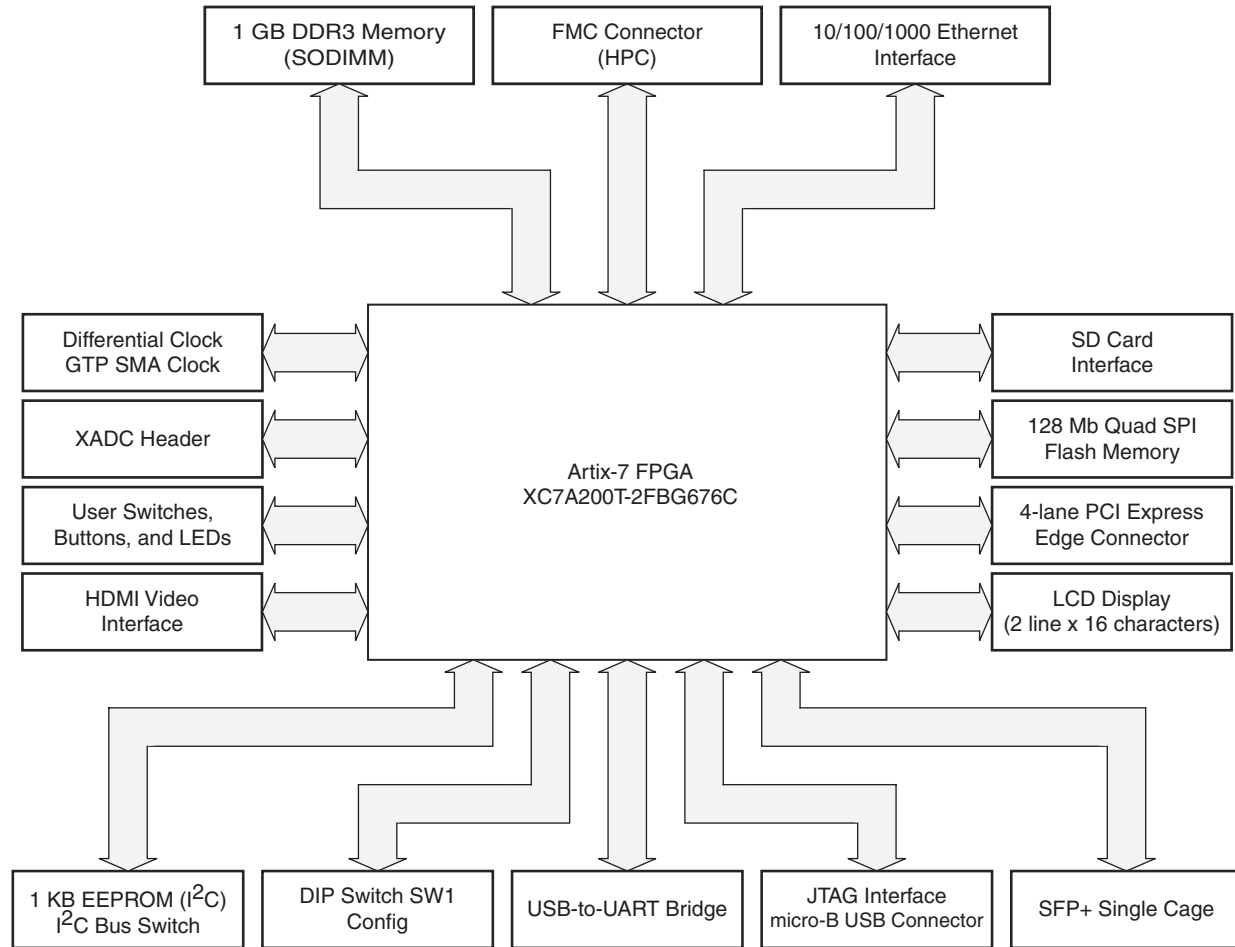 1 GB DDR3 Memory
(SODIMM)
FMC Connector
(HPC)
10/100/1000 Ethernet
Interface
Differential Clock
GTP SMA Clock
SD Card
Interface
XADC Header
128 Mb Quad SPI
Flash Memory
Artix-7 FPGA
XC7A200T-2FBG676C
User Switches,
Buttons, and LEDs
4-lane PCI Express
Edge Connector
HDMI Video
Interface
LCD Display
(2 line x 16 characters)
1 KB EEPROM (I²C)
I²C Bus Switch
DIP Switch SW1
Config
USB-to-UART Bridge
JTAG Interface
micro-B USB Connector
SFP+ Single Cage